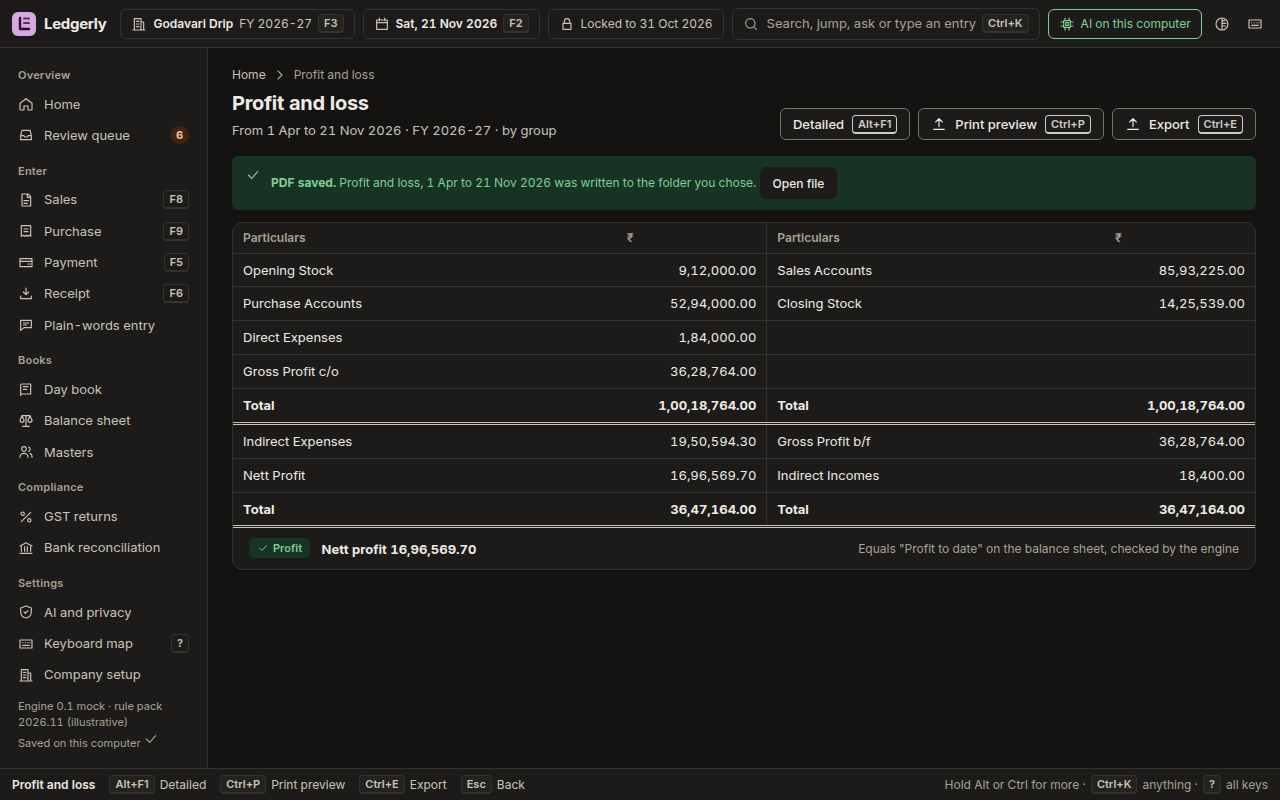 Ledgerly
Godavari Drip FY 2026-27 F3
Sat, 21 Nov 2026 F2
Locked to 31 Oct 2026
Search, jump, ask or type an entry Ctrl+K
AI on this computer
Overview
Home
Review queue 6
Enter
Sales F8
Purchase F9
Payment F5
Receipt F6
Plain-words entry
Books
Day book
Balance sheet
Masters
Compliance
GST returns
Bank reconciliation
Settings
AI and privacy
Keyboard map ?
Company setup
Engine 0.1 mock · rule pack
2026.11 (illustrative)
Saved on this computer
Home Profit and loss
Profit and loss
From 1 Apr to 21 Nov 2026 · FY 2026-27 · by group
Detailed Alt+F1
Print preview Ctrl+P
Export Ctrl+E
PDF saved. Profit and loss, 1 Apr to 21 Nov 2026 was written to the folder you chose. Open file
Particulars ₹ Particulars ₹
Opening Stock 9,12,000.00 Sales Accounts 85,93,225.00
Purchase Accounts 52,94,000.00 Closing Stock 14,25,539.00
Direct Expenses 1,84,000.00
Gross Profit c/o 36,28,764.00
Total 1,00,18,764.00 Total 1,00,18,764.00
Indirect Expenses 19,50,594.30 Gross Profit b/f 36,28,764.00
Nett Profit 16,96,569.70 Indirect Incomes 18,400.00
Total 36,47,164.00 Total 36,47,164.00
Profit Nett profit 16,96,569.70 Equals "Profit to date" on the balance sheet, checked by the engine
Profit and loss Alt+F1 Detailed Ctrl+P Print preview Ctrl+E Export Esc Back
Hold Alt or Ctrl for more · Ctrl+K anything · ? all keys